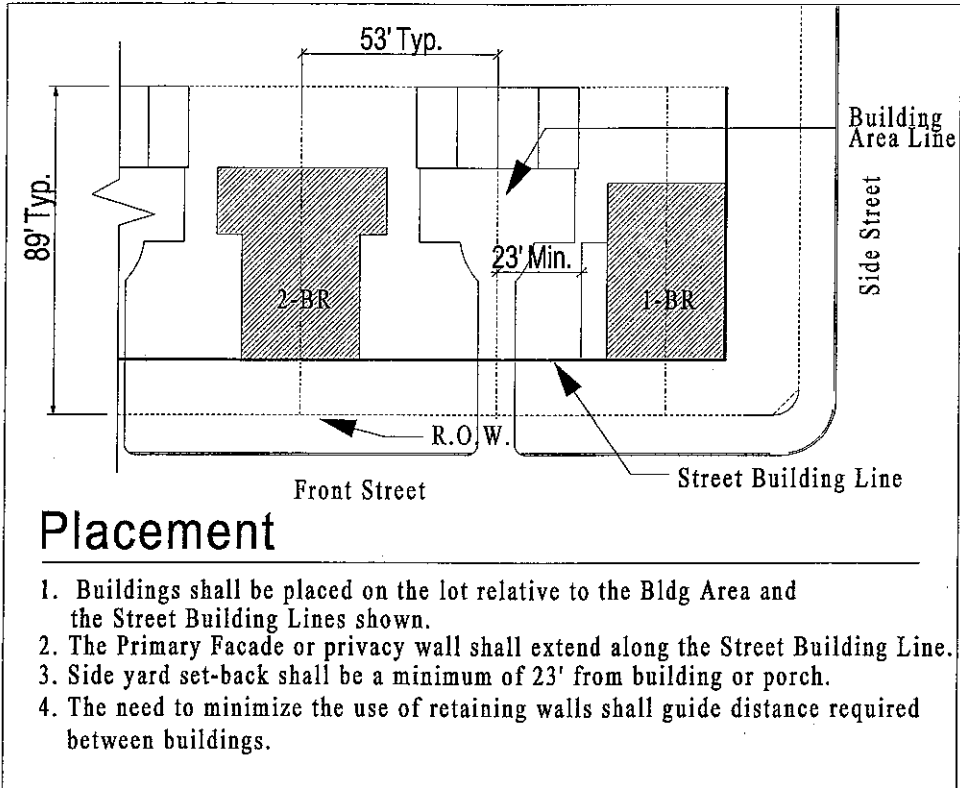 53' Typ.
Building
Area Line
89' Typ.
Side Street
23' Min.
2-BR
1-BR
R.O.W.
Street Building Line
Front Street
Placement
1. Buildings shall be placed on the lot relative to the Bldg Area and
the Street Building Lines shown.
2. The Primary Facade or privacy wall shall extend along the Street Building Line.
3. Side yard set-back shall be a minimum of 23' from building or porch.
4. The need to minimize the use of retaining walls shall guide distance required
between buildings.